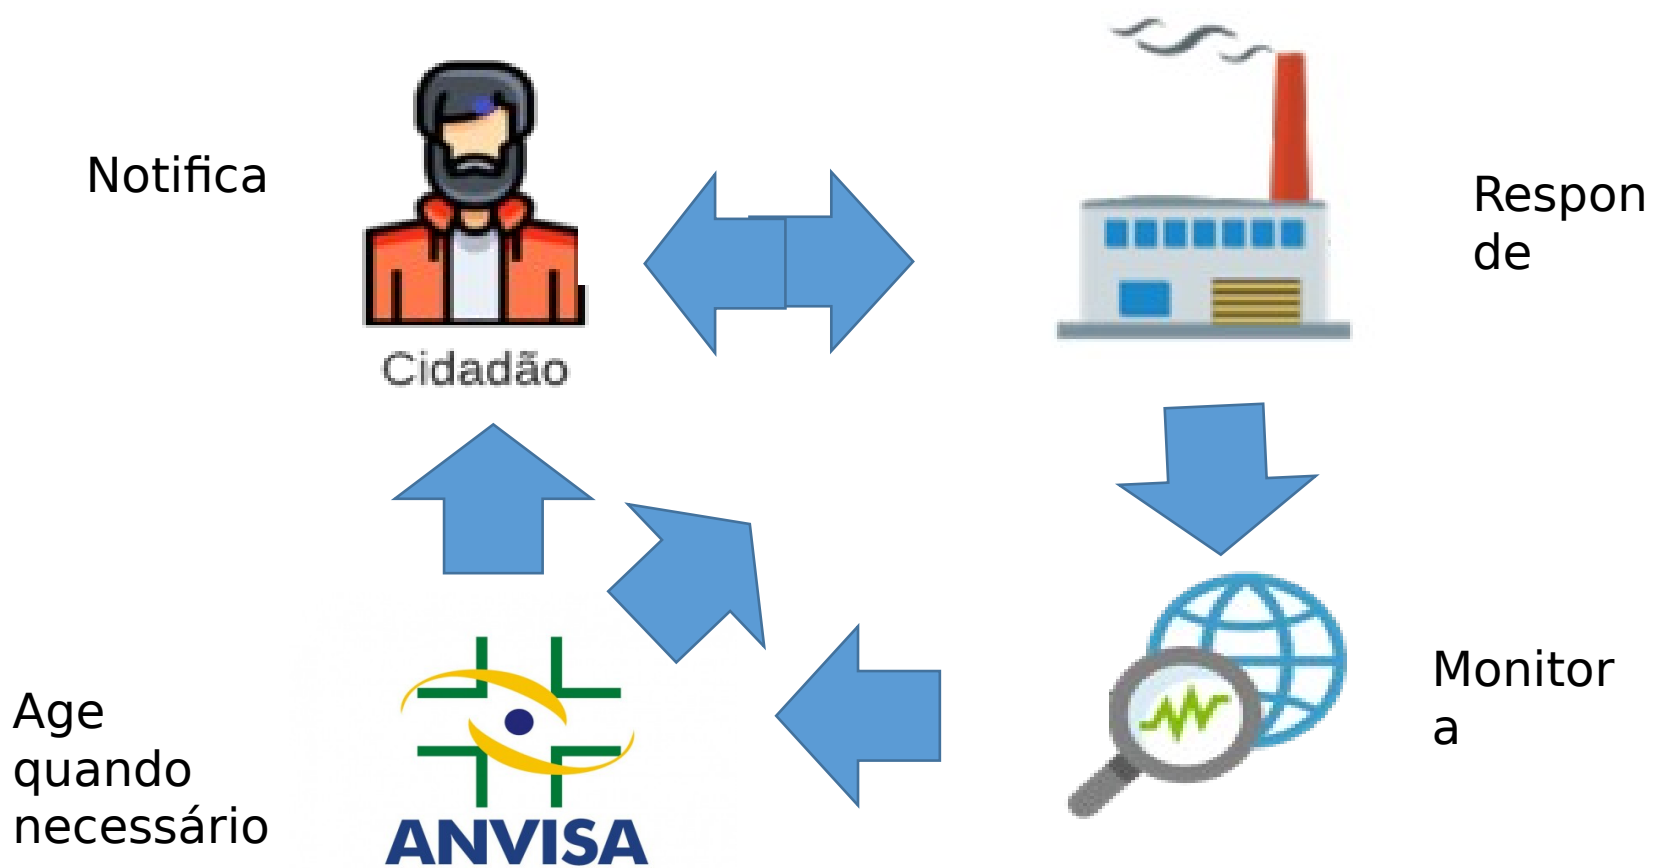 Notifica
Respon
de
Cidadão
Monitor
a
Age
quando
necessário
ANVISA